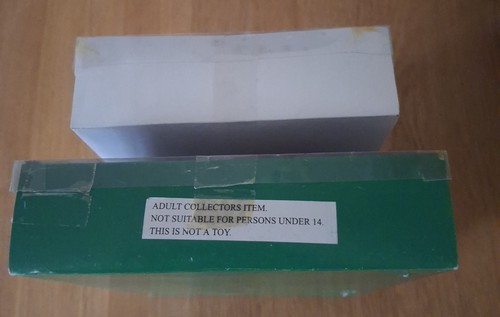 ADULT COLLECTORS ITEM.
NOT SUITABLE FOR PERSONS UNDER 14.
THIS IS NOT A TOY.